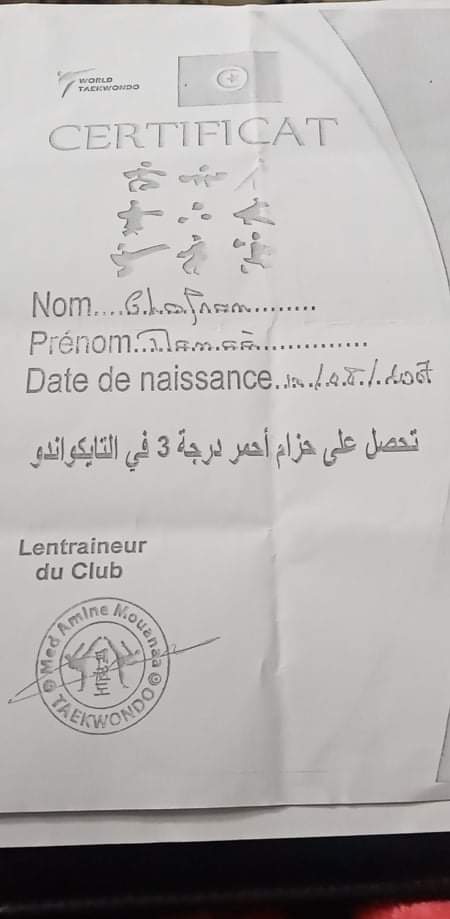 WORLD
TAEKWONDO
CERTIFICAT
Nom....
Prénom..
Date de naissance..
تحصل على حزام أحمر درجة 3 في التايكواندو
Lentraineur
du Club
Med Amine Mouanaa
TAEKWONDO